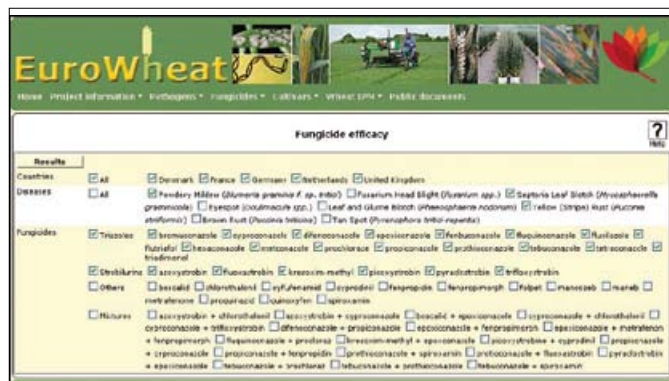 EuroWheat
Home Project information Pathogens Fungicides Cultivars Wheat IPM Public documents
Fungicide efficacy
?
Help
Results
Countries All Denmark France Germany Netherlands United Kingdom
Diseases All Powdery Mildew (Blumeria graminis f. sp. tritici) Fusarium Head Blight (Fusarium spp.) Septoria Leaf Blotch (Mycosphaerella
graminicola) Eyespot (Oculimacula spp.) Leaf and Glume Blotch (Phaeosphaeria nodorum) Yellow (Stripe) Rust (Puccinia
striiformis) Brown Rust (Puccinia triticina) Tan Spot (Pyrenophora tritici-repentis)
Fungicides Triazoles bromuconazole cyproconazole difenoconazole epoxiconazole fenbuconazole fluquinconazole flusilazole
flutriafol hexaconazole metconazole prochloraz propiconazole prothioconazole tebuconazole tetraconazole
triadimenol
Strobilurins azoxystrobin fluoxastrobin kresoxim-methyl picoxystrobin pyraclostrobin trifloxystrobin
Others boscalid chlorothalonil cyflufenamid cyprodinil fenpropidin fenpropimorph folpet mancozeb maneb
metrafenone proquinazid quinoxyfen spiroxamin
Mixtures azoxystrobin + chlorothalonil azoxystrobin + cyproconazole boscalid + epoxiconazole cyproconazole + chlorothalonil
cyproconazole + trifloxystrobin difenoconazole + propiconazole epoxiconazole + fenpropimorph epoxiconazole + metrafenon
+ fenpropimorph fluquinconazole + prochloraz kresoxim-methyl + epoxiconazole picoxystrobine + cyprodinil propiconazole
+ cyproconazole propiconazole + fenpropidin prothioconazole + spiroxamin protioconazole + fluoxastrobin pyraclostrobin
+ epoxiconazole tebuconazole + prochloraz tebuconazole + prothioconazole tebuconazole + spiroxamin